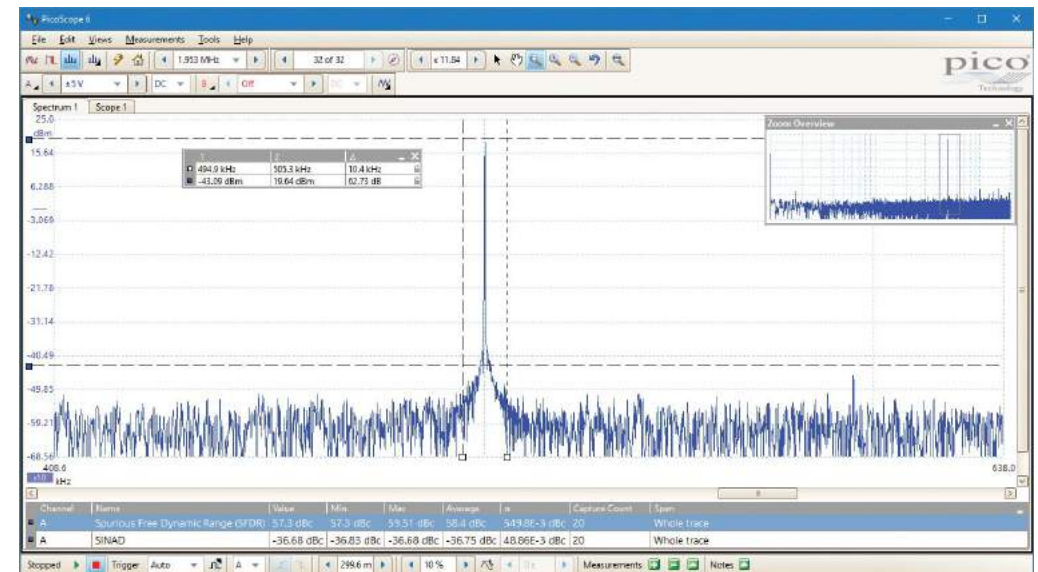 PicoScope 6
File Edit Views Measurements Tools Help
1.953 MHz 32 of 32 x 11.84
pico
Technology
A ±5 V DC B Off DC
Spectrum 1 Scope 1
25.0
dBm
15.64
6.288
-3.066
-12.42
-21.78
-31.14
-40.49
-49.85
-59.21
-68.56
408.6
x1.0 kHz
638.0
Zoom Overview
1 2 Δ
494.9 kHz 505.3 kHz 10.4 kHz
-43.09 dBm 19.64 dBm 62.73 dB
Channel Name Value Min Max Average σ Capture Count Span
A Spurious Free Dynamic Range (SFDR) 57.3 dBc 57.3 dBc 59.51 dBc 58.4 dBc 549.8E-3 dBc 20 Whole trace
A SINAD -36.68 dBc -36.83 dBc -36.68 dBc -36.75 dBc 48.86E-3 dBc 20 Whole trace
Stopped Trigger Auto A 299.6 m 10 % Measurements Notes